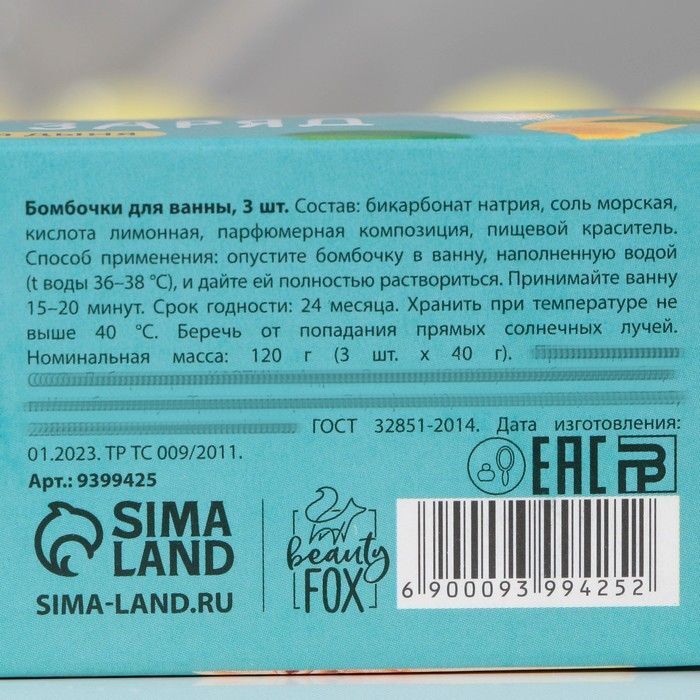 ЗАРЯД
Бомбочки для ванны, 3 шт. Состав: бикарбонат натрия, соль морская,
кислота лимонная, парфюмерная композиция, пищевой краситель.
Способ применения: опустите бомбочку в ванну, наполненную водой
(t воды 36–38 °С), и дайте ей полностью раствориться. Принимайте ванну
15–20 минут. Срок годности: 24 месяца. Хранить при температуре не
выше 40 °С. Беречь от попадания прямых солнечных лучей.
Номинальная масса: 120 г (3 шт. х 40 г).
ГОСТ 32851-2014. Дата изготовления:
01.2023. ТР ТС 009/2011.
Арт.: 9399425
ЕАС
SIMA
LAND
SIMA-LAND.RU
beauty
FOX
6 900093 994252